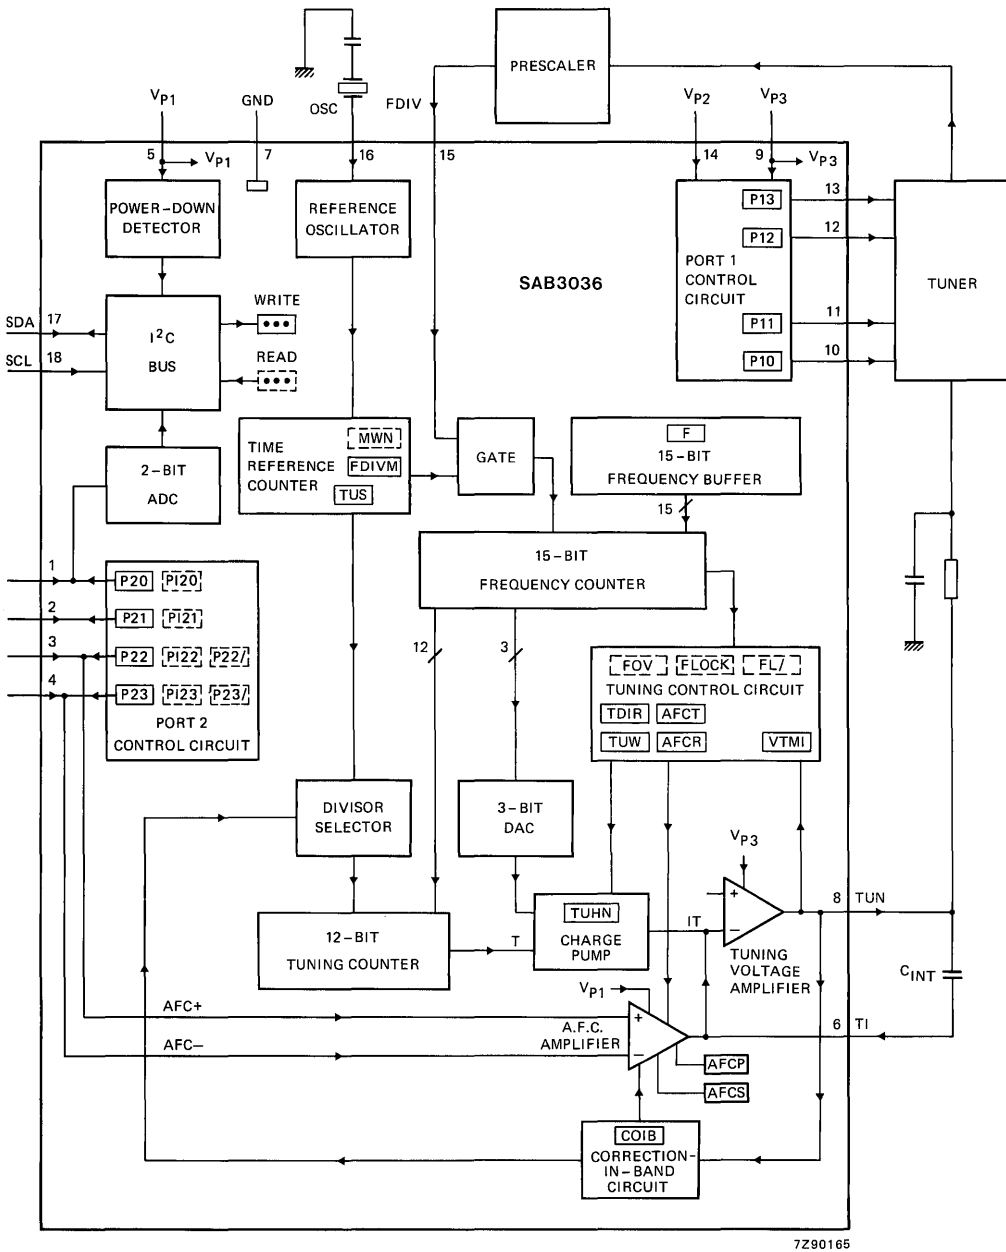 PRESCALER
OSC
FDIV
VP1
GND
VP2
VP3
5
VP1
7
16
15
14
9
VP3
POWER-DOWN
DETECTOR
REFERENCE
OSCILLATOR
SAB3036
PORT 1
CONTROL
CIRCUIT
P13
P12
P11
P10
13
12
11
10
TUNER
SDA 17
SCL 18
I²C
BUS
WRITE
READ
2-BIT
ADC
TIME
REFERENCE
COUNTER
MWN
FDIVM
TUS
GATE
F
15-BIT
FREQUENCY BUFFER
15
15-BIT
FREQUENCY COUNTER
1
2
3
4
P20 PI20
P21 PI21
P22 PI22 P22/
P23 PI23 P23/
PORT 2
CONTROL CIRCUIT
12
3
FOV FLOCK FL/
TUNING CONTROL CIRCUIT
TDIR AFCT
TUW AFCR VTMI
DIVISOR
SELECTOR
3-BIT
DAC
VP3
12-BIT
TUNING COUNTER
T
TUHN
CHARGE
PUMP
IT
+
−
TUNING
VOLTAGE
AMPLIFIER
8 TUN
CINT
6 TI
VP1
AFC+
AFC−
A.F.C.
AMPLIFIER
+
−
AFCP
AFCS
COIB
CORRECTION-
IN-BAND
CIRCUIT
7Z90165